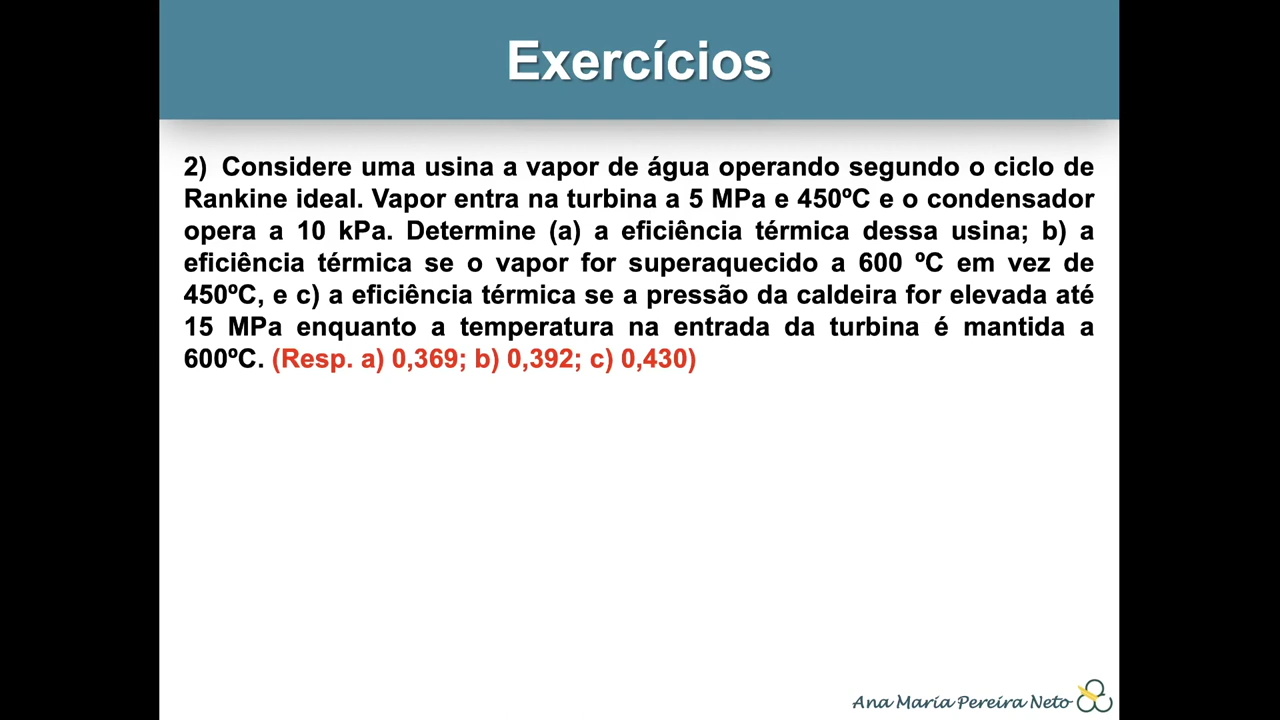 Exercícios
2) Considere uma usina a vapor de água operando segundo o ciclo de
Rankine ideal. Vapor entra na turbina a 5 MPa e 450ºC e o condensador
opera a 10 kPa. Determine (a) a eficiência térmica dessa usina; b) a
eficiência térmica se o vapor for superaquecido a 600 ºC em vez de
450ºC, e c) a eficiência térmica se a pressão da caldeira for elevada até
15 MPa enquanto a temperatura na entrada da turbina é mantida a
600ºC. (Resp. a) 0,369; b) 0,392; c) 0,430)
Ana Maria Pereira Neto